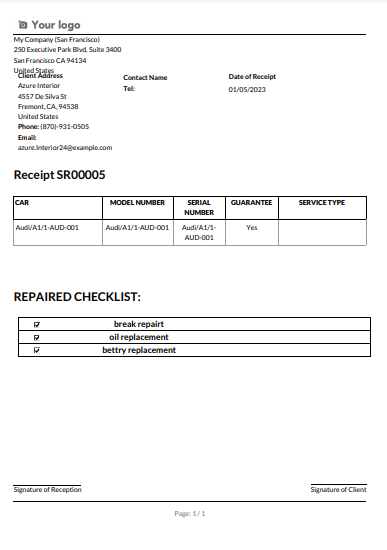 Your logo
My Company (San Francisco)
250 Executive Park Blvd, Suite 3400
San Francisco CA 94134
United States
Client Address
Azure Interior
4557 De Silva St
Fremont, CA, 94538
United States
Phone: (870)-931-0505
Email:
azure.Interior24@example.com
Contact Name
Tel:
Date of Receipt
01/05/2023
Receipt SR00005
CAR MODEL NUMBER SERIAL NUMBER GUARANTEE SERVICE TYPE
Audi/A1/1-AUD-001 Audi/A1/1-AUD-001 Audi/A1/1-AUD-001 Yes
REPAIRED CHECKLIST:
break repairt
oil replacement
bettry replacement
Signature of Reception Signature of Client
Page: 1 / 1